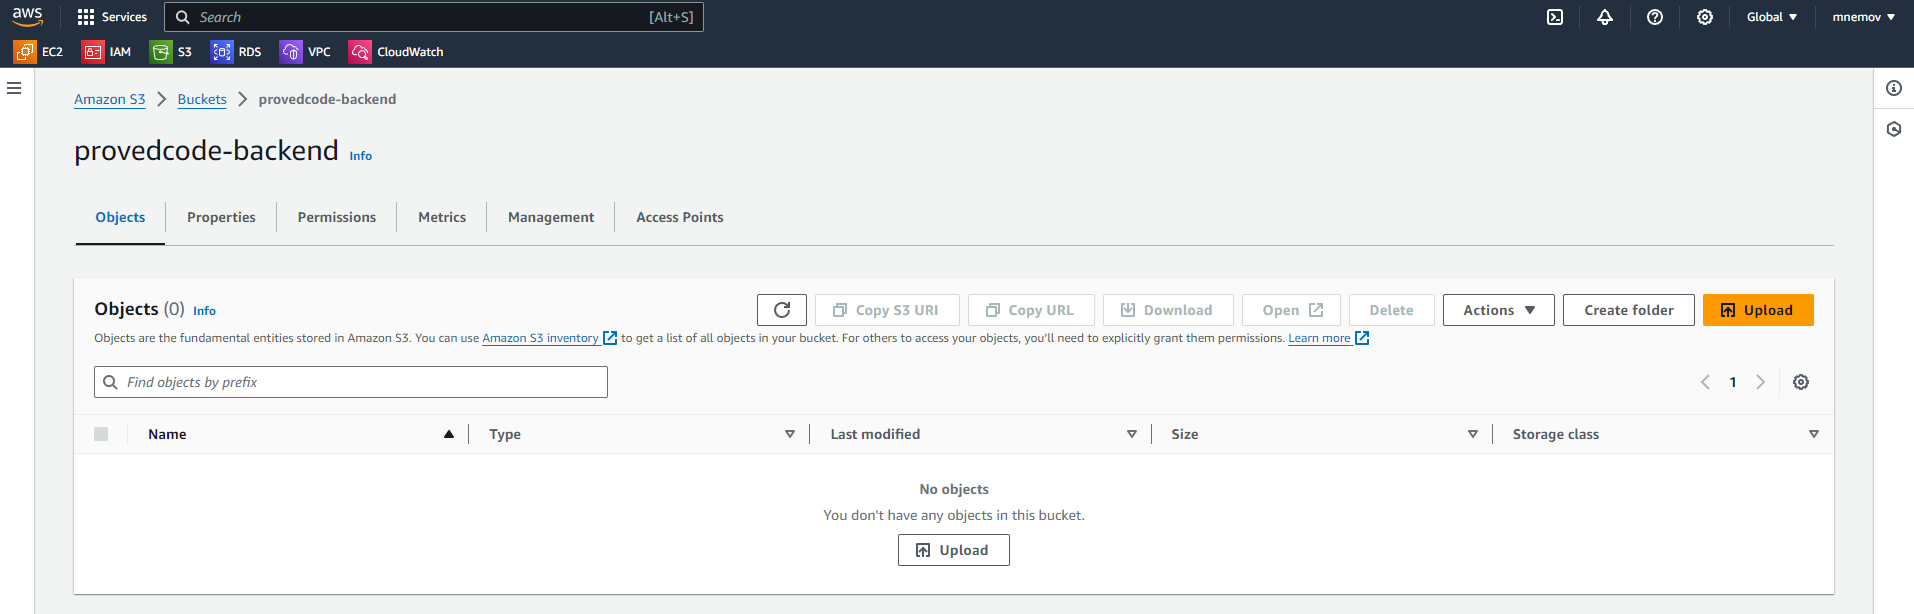 aws Services Search [Alt+S] Global mnemov
EC2 IAM S3 RDS VPC CloudWatch
Amazon S3 Buckets provedcode-backend
provedcode-backend Info
Objects Properties Permissions Metrics Management Access Points
Objects (0) Info Copy S3 URI Copy URL Download Open Delete Actions Create folder Upload
Objects are the fundamental entities stored in Amazon S3. You can use Amazon S3 inventory to get a list of all objects in your bucket. For others to access your objects, you'll need to explicitly grant them permissions. Learn more
Find objects by prefix 1
Name Type Last modified Size Storage class
No objects
You don't have any objects in this bucket.
Upload